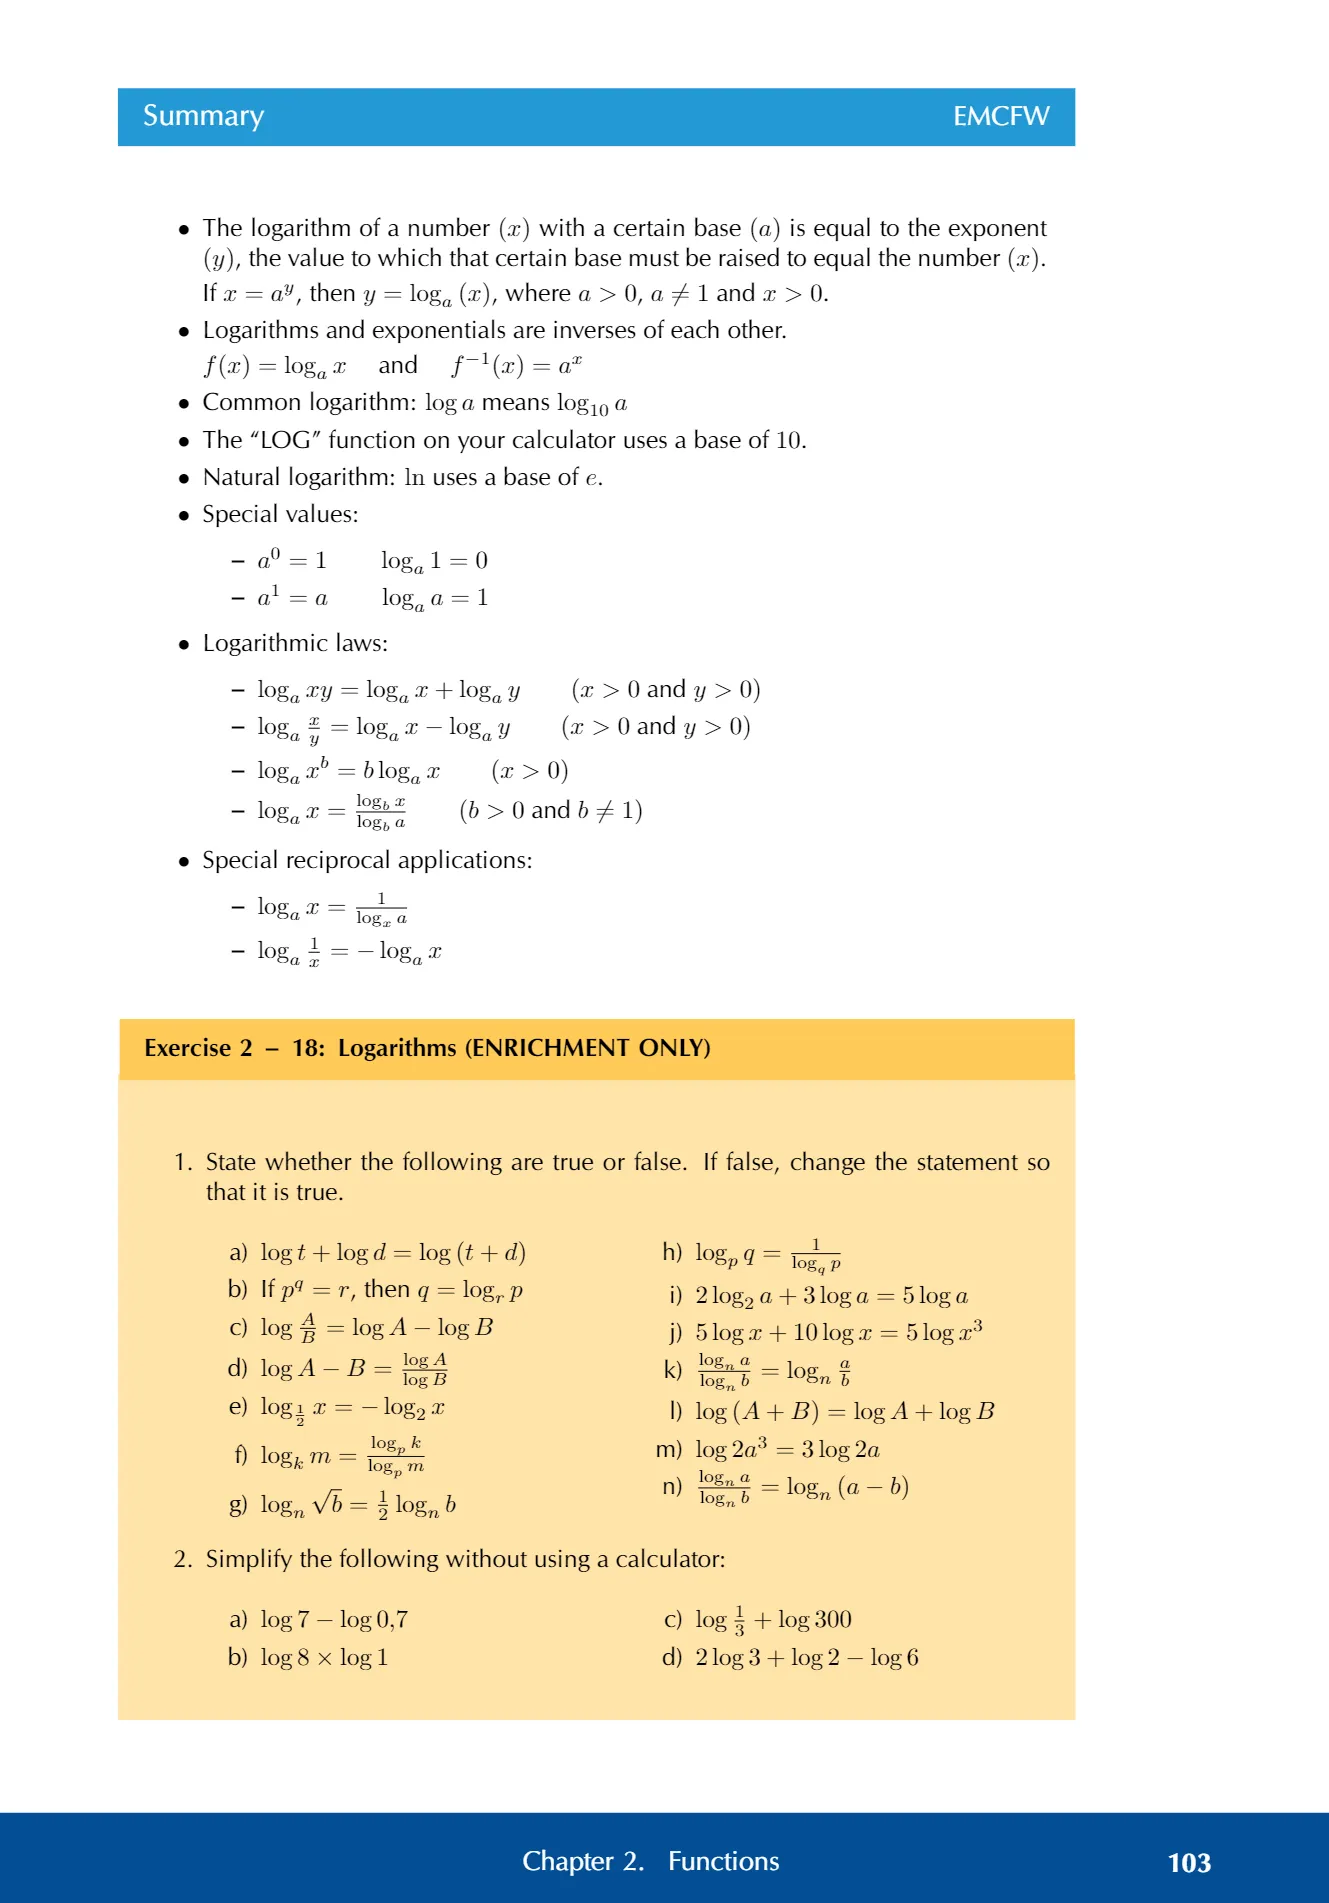 Summary EMCFW
• The logarithm of a number (x) with a certain base (a) is equal to the exponent
(y), the value to which that certain base must be raised to equal the number (x).
If x = a^y, then y = log_a (x), where a > 0, a ≠ 1 and x > 0.
• Logarithms and exponentials are inverses of each other.
f(x) = log_a x and f^{-1}(x) = a^x
• Common logarithm: log a means log_{10} a
• The “LOG” function on your calculator uses a base of 10.
• Natural logarithm: ln uses a base of e.
• Special values:
– a^0 = 1 log_a 1 = 0
– a^1 = a log_a a = 1
• Logarithmic laws:
– log_a xy = log_a x + log_a y (x > 0 and y > 0)
– log_a \frac{x}{y} = log_a x − log_a y (x > 0 and y > 0)
– log_a x^b = b log_a x (x > 0)
– log_a x = \frac{log_b x}{log_b a} (b > 0 and b ≠ 1)
• Special reciprocal applications:
– log_a x = \frac{1}{log_x a}
– log_a \frac{1}{x} = − log_a x
Exercise 2 – 18: Logarithms (ENRICHMENT ONLY)
1. State whether the following are true or false. If false, change the statement so
that it is true.
a) log t + log d = log (t + d)
b) If p^q = r, then q = log_r p
c) log \frac{A}{B} = log A − log B
d) log A − B = \frac{log A}{log B}
e) log_{\frac{1}{2}} x = − log_2 x
f) log_k m = \frac{log_p k}{log_p m}
g) log_n √b = \frac{1}{2} log_n b
h) log_p q = \frac{1}{log_q p}
i) 2 log_2 a + 3 log a = 5 log a
j) 5 log x + 10 log x = 5 log x^3
k) \frac{log_n a}{log_n b} = log_n \frac{a}{b}
l) log (A + B) = log A + log B
m) log 2a^3 = 3 log 2a
n) \frac{log_n a}{log_n b} = log_n (a − b)
2. Simplify the following without using a calculator:
a) log 7 − log 0,7
b) log 8 × log 1
c) log \frac{1}{3} + log 300
d) 2 log 3 + log 2 − log 6
Chapter 2. Functions 103